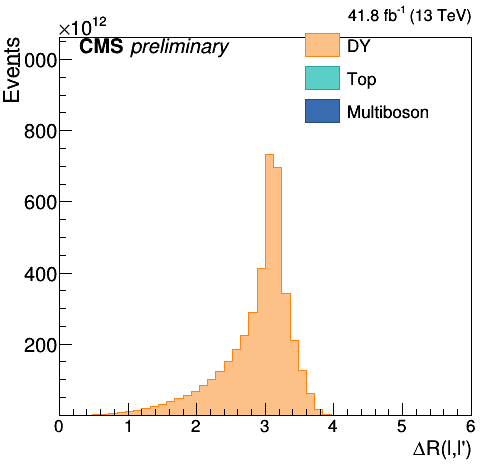 41.8 fb⁻¹ (13 TeV)
×10¹²
CMS preliminary
DY
Top
Multiboson
Events
000
800
600
400
200
0 1 2 3 4 5 6
ΔR(l,l')